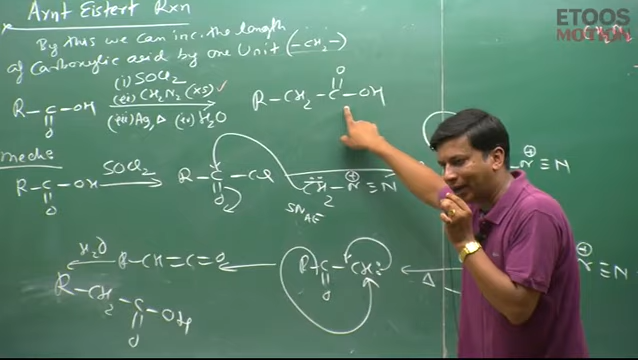 Arnt Eistert Rxn
By this we can inc. the length
of Carboxylic asid by one Unit (-CH2-)
ETOOS
MOTION
R-C-OH
O
(i) SOCl2
(ii) CH2N2 (xs) ✓
(iii) Ag, Δ (iv) H2O
O
R-CH2-C-OH
mech:
R-C-OH
O
SOCl2
R-C-Cl
O
CH2-N≡N
⊕
SNAE
⊕
-N≡N
R-C-CH:
O
Δ
⊕
N≡N
R-CH=C=O
H2O
R-CH2-C-OH
O